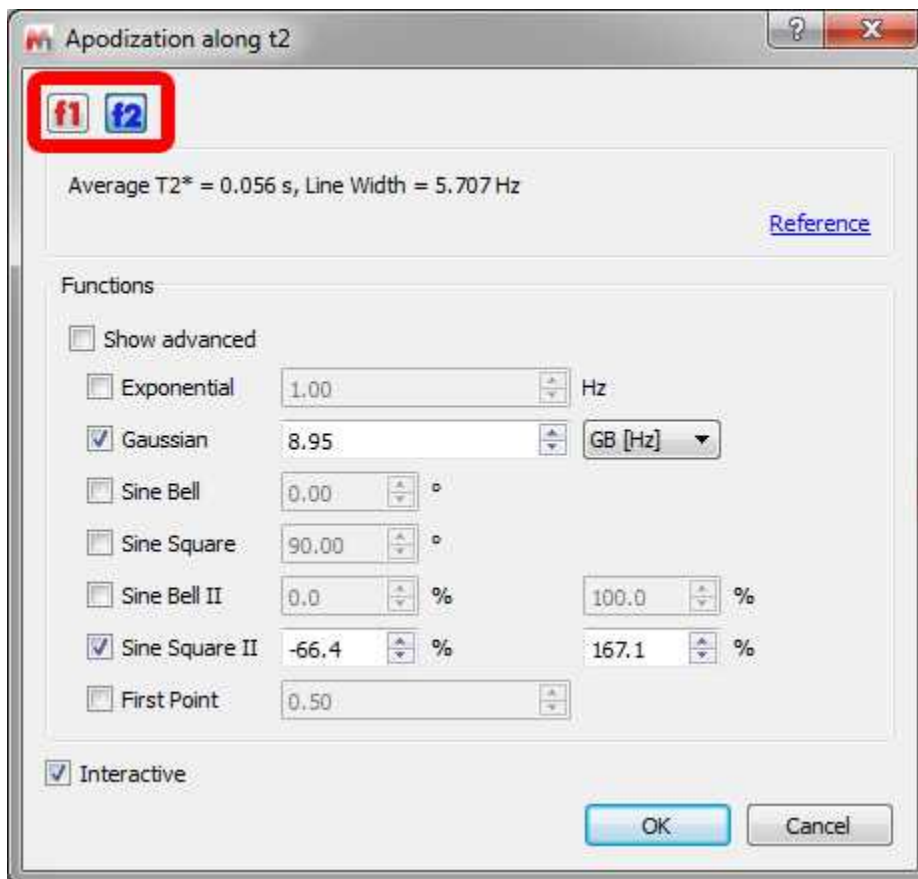 Apodization along t2
f1 f2
Average T2* = 0.056 s, Line Width = 5.707 Hz
Reference
Functions
Show advanced
Exponential 1.00 Hz
Gaussian 8.95 GB [Hz]
Sine Bell 0.00 °
Sine Square 90.00 °
Sine Bell II 0.0 % 100.0 %
Sine Square II -66.4 % 167.1 %
First Point 0.50
Interactive
OK Cancel